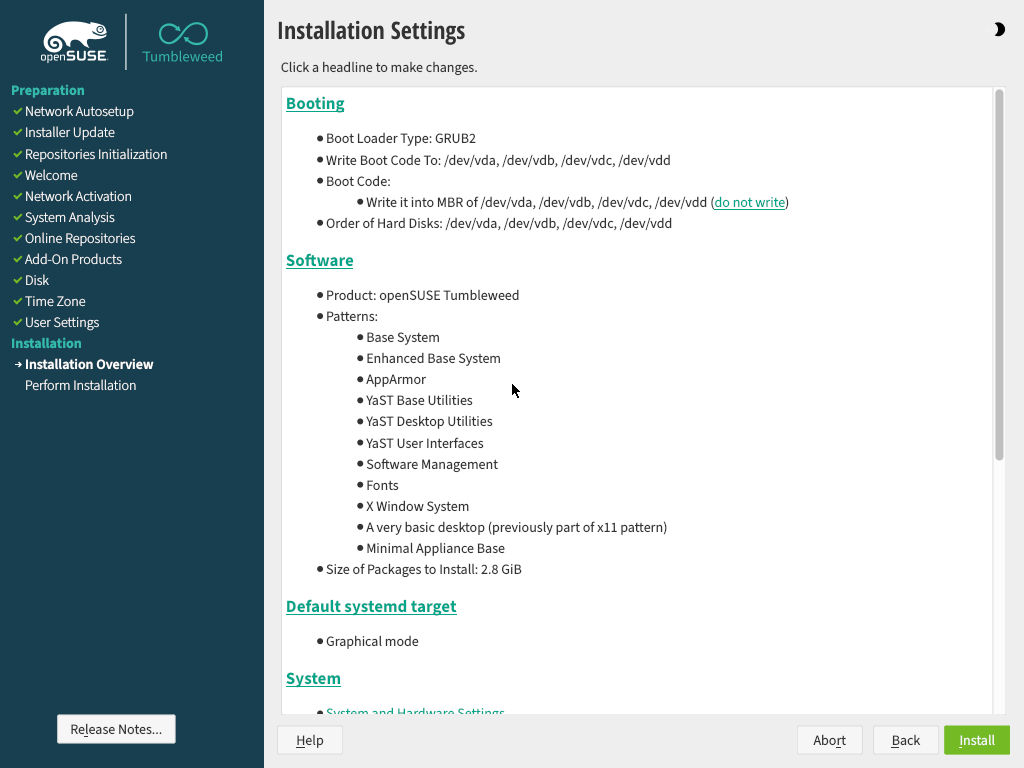 openSUSE
Tumbleweed
Preparation
Network Autosetup
Installer Update
Repositories Initialization
Welcome
Network Activation
System Analysis
Online Repositories
Add-On Products
Disk
Time Zone
User Settings
Installation
Installation Overview
Perform Installation
Release Notes...
Installation Settings
Click a headline to make changes.
Booting
Boot Loader Type: GRUB2
Write Boot Code To: /dev/vda, /dev/vdb, /dev/vdc, /dev/vdd
Boot Code:
Write it into MBR of /dev/vda, /dev/vdb, /dev/vdc, /dev/vdd (do not write)
Order of Hard Disks: /dev/vda, /dev/vdb, /dev/vdc, /dev/vdd
Software
Product: openSUSE Tumbleweed
Patterns:
Base System
Enhanced Base System
AppArmor
YaST Base Utilities
YaST Desktop Utilities
YaST User Interfaces
Software Management
Fonts
X Window System
A very basic desktop (previously part of x11 pattern)
Minimal Appliance Base
Size of Packages to Install: 2.8 GiB
Default systemd target
Graphical mode
System
System and Hardware Settings
Help
Abort
Back
Install